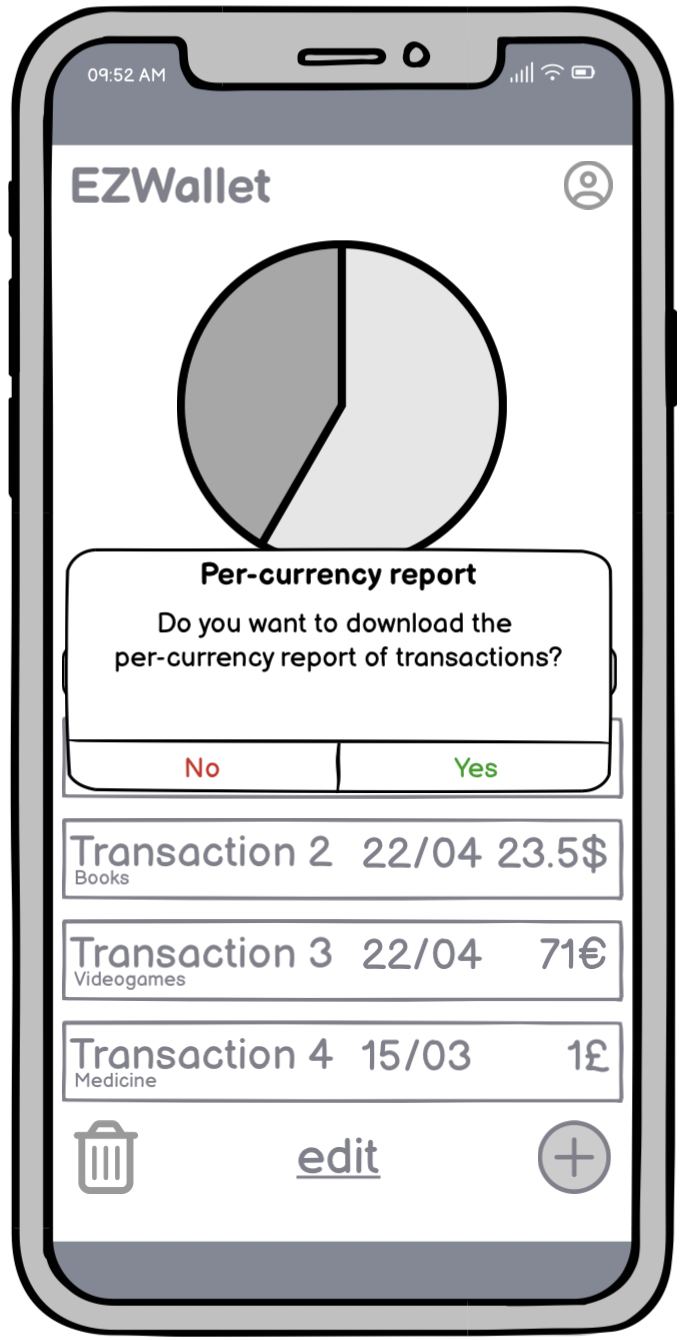 09:52 AM
EZWallet
Per-currency report
Do you want to download the
per-currency report of transactions?
No Yes
Transaction 2 22/04 23.5$
Books
Transaction 3 22/04 71€
Videogames
Transaction 4 15/03 1£
Medicine
edit